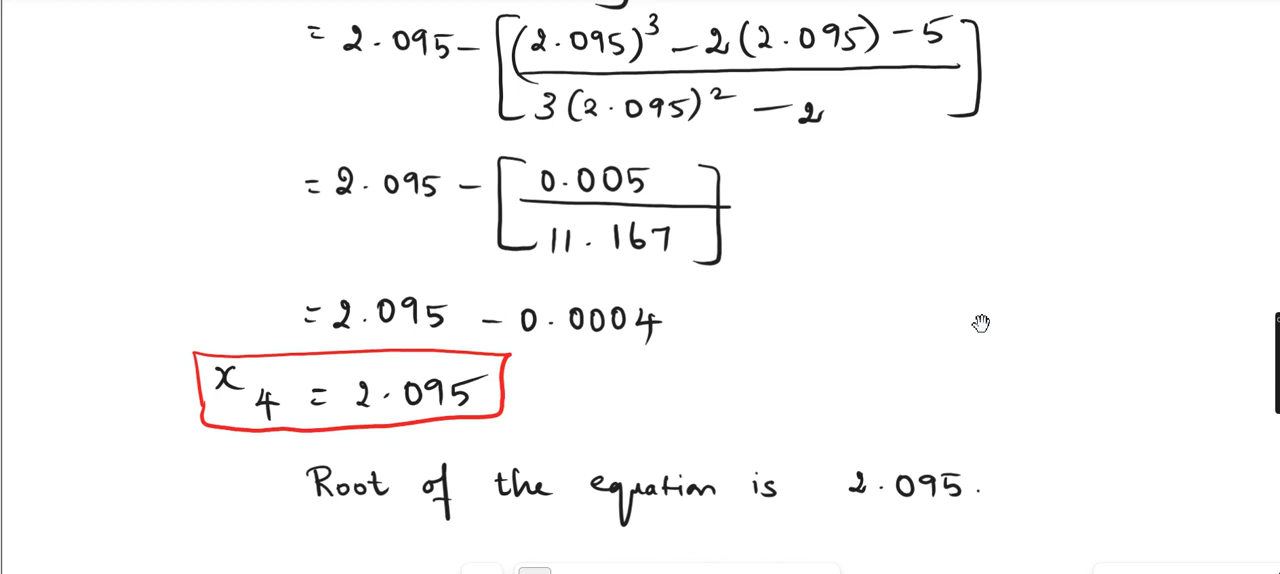 = 2.095 - [ (2.095)³ - 2(2.095) - 5 / 3(2.095)² - 2 ]
= 2.095 - [ 0.005 / 11.167 ]
= 2.095 - 0.0004
x₄ = 2.095
Root of the equation is 2.095.